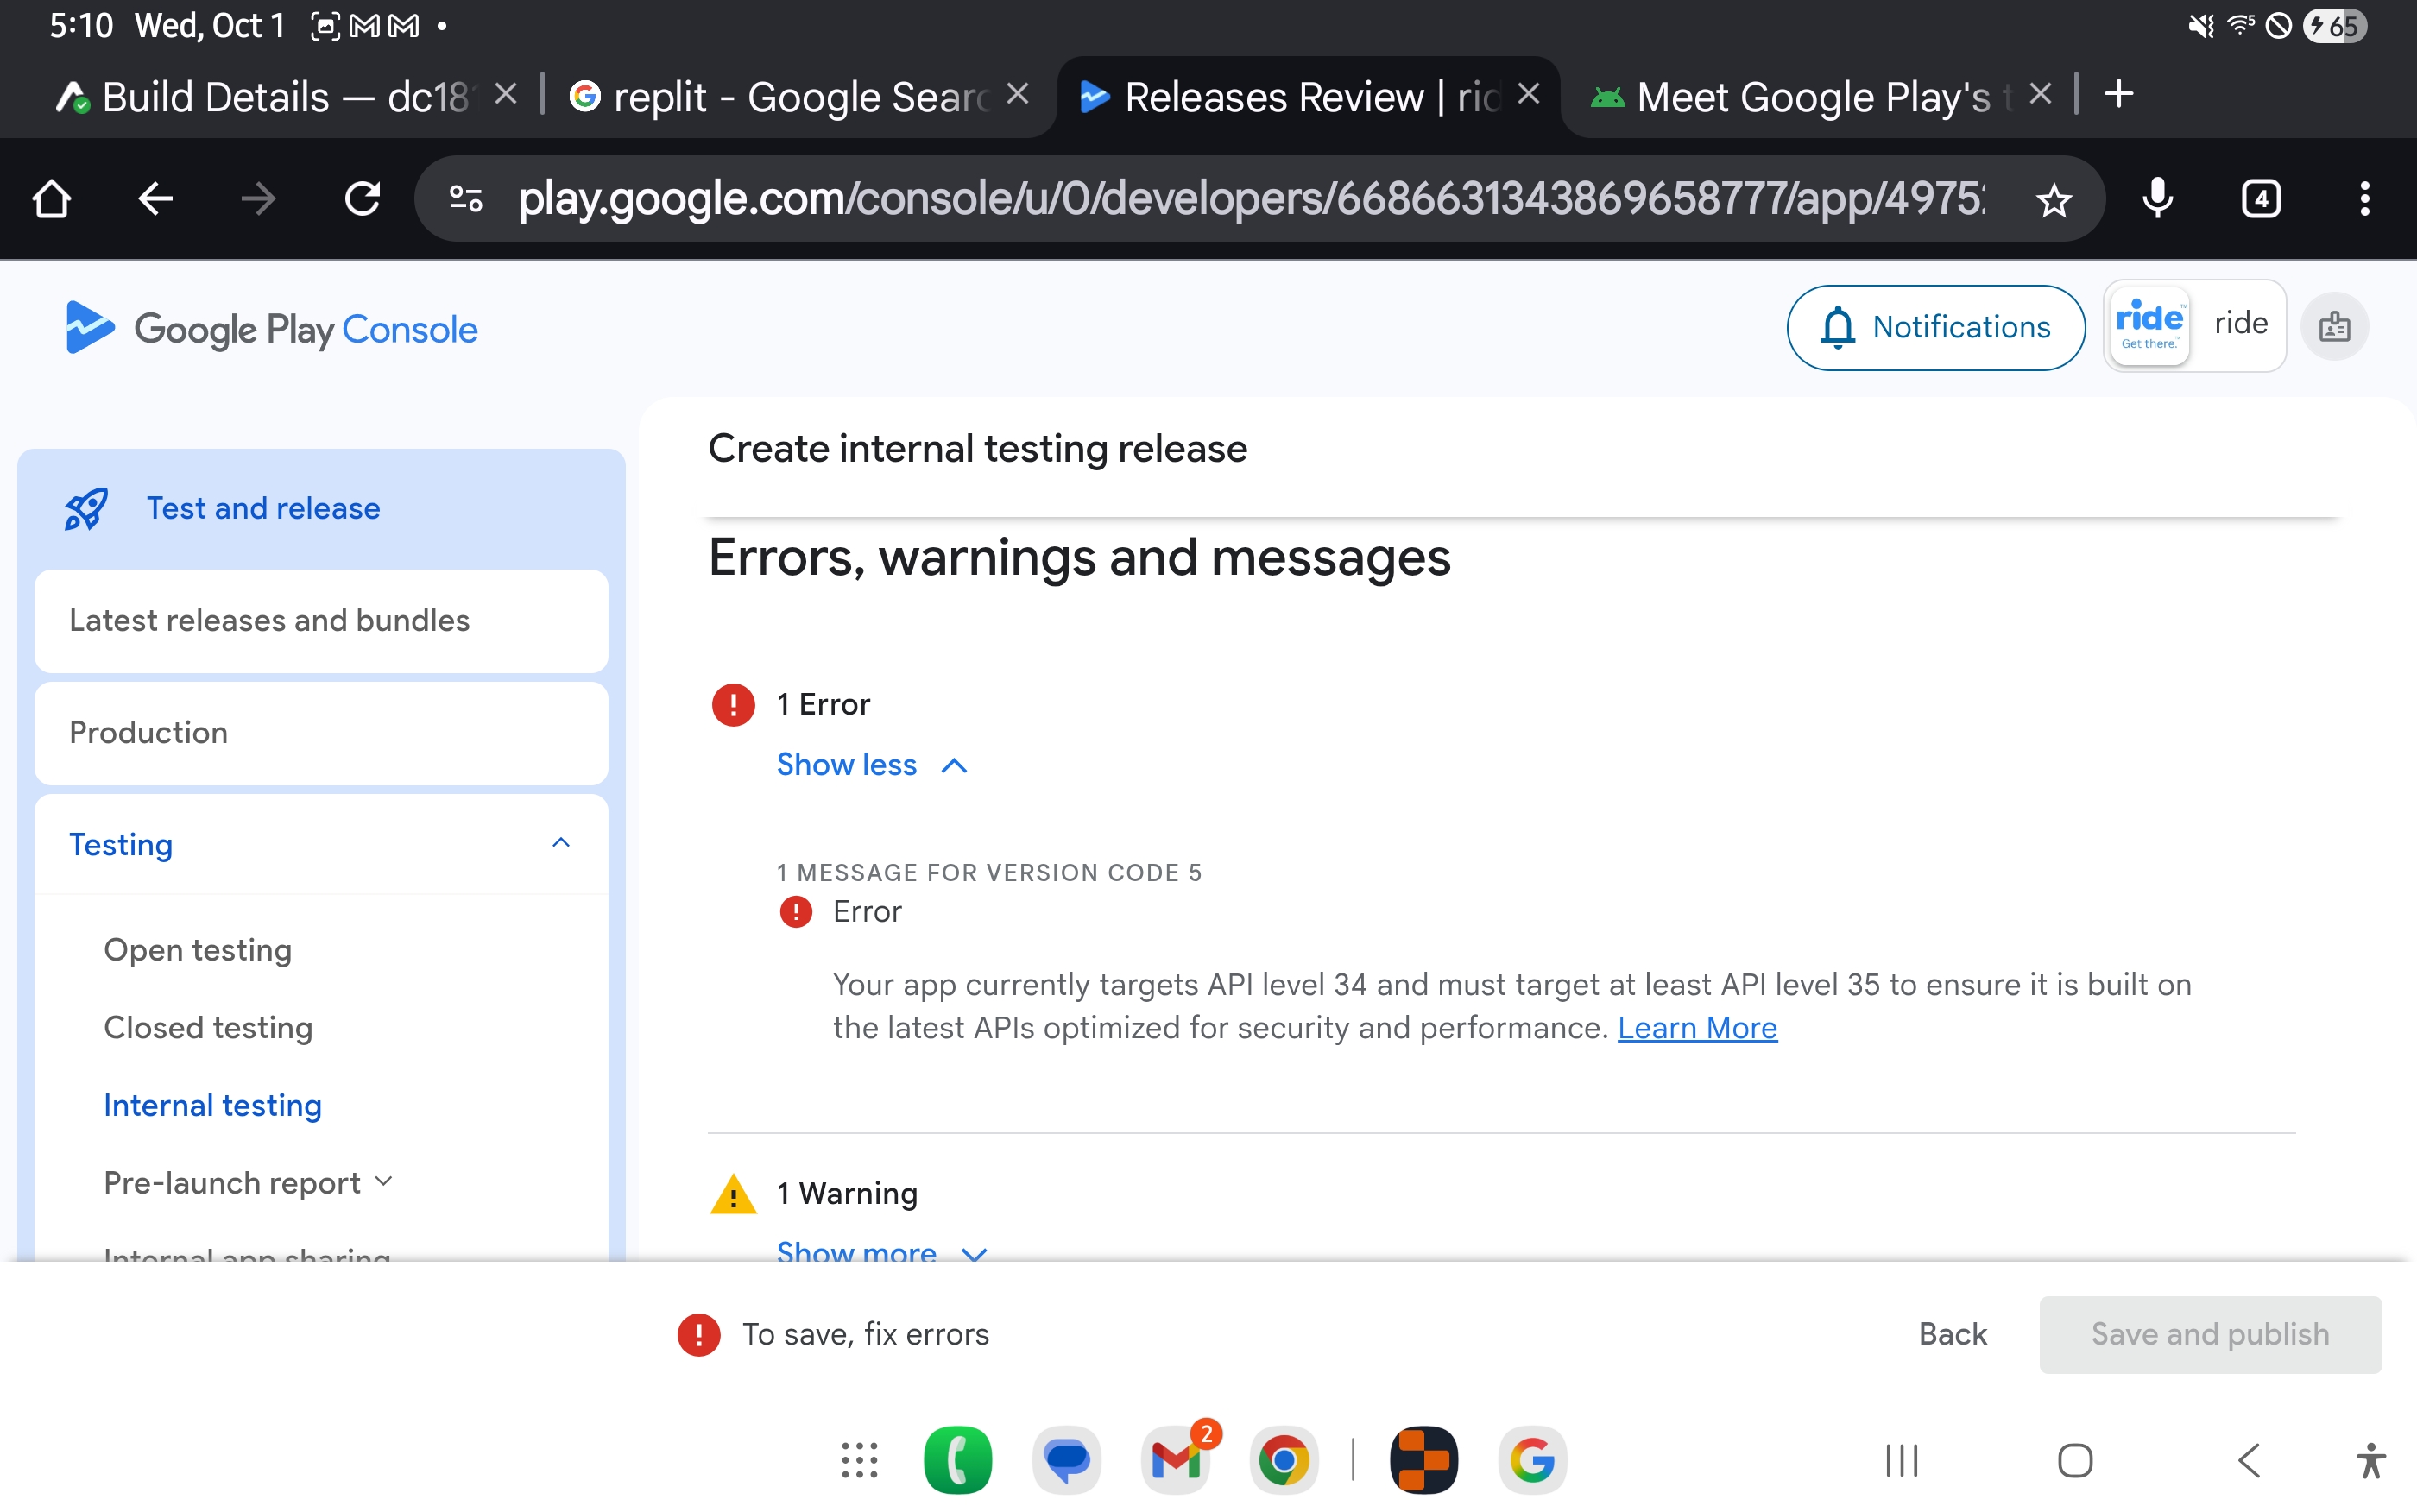 5:10 Wed, Oct 1
65
Build Details — dc18
replit - Google Searc
Releases Review | rid
Meet Google Play's t
play.google.com/console/u/0/developers/6686631343869658777/app/4975
4
Google Play Console
Notifications
ride™
Get there.™
ride
Test and release
Latest releases and bundles
Production
Testing
Open testing
Closed testing
Internal testing
Pre-launch report
Internal app sharing
Create internal testing release
Errors, warnings and messages
1 Error
Show less
1 MESSAGE FOR VERSION CODE 5
Error
Your app currently targets API level 34 and must target at least API level 35 to ensure it is built on
the latest APIs optimized for security and performance. Learn More
1 Warning
Show more
To save, fix errors
Back
Save and publish
2